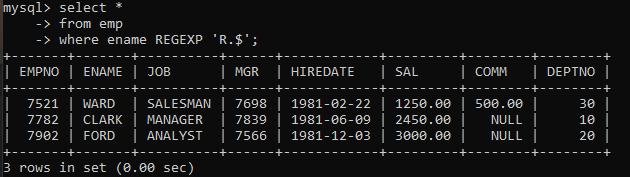 mysql> select *
    -> from emp
    -> where ename REGEXP 'R.$';
+-------+-------+----------+------+------------+---------+--------+--------+
| EMPNO | ENAME | JOB      | MGR  | HIREDATE   | SAL     | COMM   | DEPTNO |
+-------+-------+----------+------+------------+---------+--------+--------+
|  7521 | WARD  | SALESMAN | 7698 | 1981-02-22 | 1250.00 | 500.00 |     30 |
|  7782 | CLARK | MANAGER  | 7839 | 1981-06-09 | 2450.00 |   NULL |     10 |
|  7902 | FORD  | ANALYST  | 7566 | 1981-12-03 | 3000.00 |   NULL |     20 |
+-------+-------+----------+------+------------+---------+--------+--------+
3 rows in set (0.00 sec)